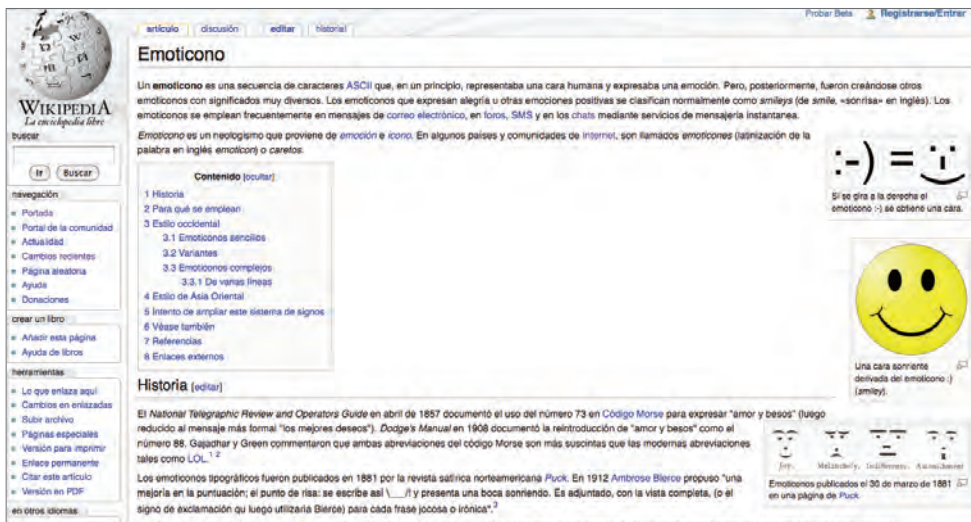 Probar Beta Registrarse/Entrar
artículo discusión editar historial
WIKIPEDIA
La enciclopedia libre
buscar
Ir Buscar
navegación
Portada
Portal de la comunidad
Actualidad
Cambios recientes
Página aleatoria
Ayuda
Donaciones
crear un libro
Añadir esta página
Ayuda de libros
herramientas
Lo que enlaza aquí
Cambios en enlazadas
Subir archivo
Páginas especiales
Versión para imprimir
Enlace permanente
Citar este artículo
Versión en PDF
en otros idiomas
Emoticono
Un emoticono es una secuencia de caracteres ASCII que, en un principio, representaba una cara humana y expresaba una emoción. Pero, posteriormente, fueron creándose otros
emoticonos con significados muy diversos. Los emoticonos que expresan alegría u otras emociones positivas se clasifican normalmente como smileys (de smile, «sonrisa» en inglés). Los
emoticonos se emplean frecuentemente en mensajes de correo electrónico, en foros, SMS y en los chats mediante servicios de mensajería instantanea.
Emoticono es un neologismo que proviene de emoción e icono. En algunos países y comunidades de Internet, son llamados emoticones (latinización de la
palabra en inglés emoticon) o caretos.
:-) =
Si se gira a la derecha el
emoticono :-) se obtiene una cara.
Contenido [ocultar]
1 Historia
2 Para qué se emplean
3 Estilo occidental
3.1 Emoticonos sencillos
3.2 Variantes
3.3 Emoticonos complejos
3.3.1 De varias líneas
4 Estilo de Asia Oriental
5 Intento de ampliar este sistema de signos
6 Véase también
7 Referencias
8 Enlaces externos
Una cara sonriente
derivada del emoticono :)
(smiley).
Historia [editar]
El National Telegraphic Review and Operators Guide en abril de 1857 documentó el uso del número 73 en Código Morse para expresar "amor y besos" (luego
reducido al mensaje más formal "los mejores deseos"). Dodge's Manual en 1908 documentó la reintroducción de "amor y besos" como el
número 88. Gajadhar y Green comentaron que ambas abreviaciones del código Morse son más suscintas que las modernas abreviaciones
tales como LOL.1 2
Los emoticonos tipográficos fueron publicados en 1881 por la revista satírica norteamericana Puck. En 1912 Ambrose Bierce propuso "una
mejoría en la puntuación; el punto de risa: se escribe así \___/! y presenta una boca sonriendo. Es adjuntado, con la vista completa, (o el
signo de exclamación qu luego utilizaría Bierce) para cada frase jocosa o irónica".3
Joy. Melancholy. Indifference. Astonishment
Emoticonos publicados el 30 de marzo de 1881
en una página de Puck.